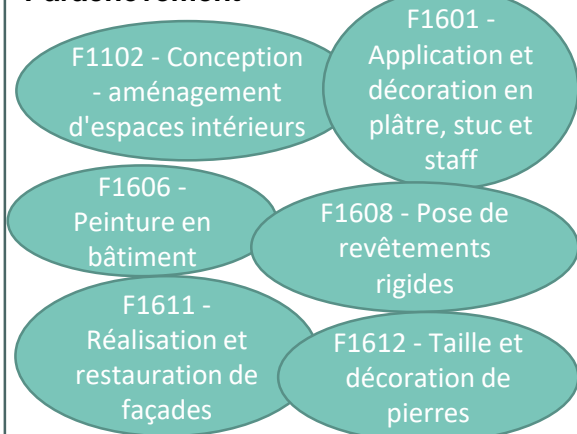 Parachèvement
F1102 - Conception
- aménagement
d'espaces intérieurs
F1601 -
Application et
décoration en
plâtre, stuc et
staff
F1606 -
Peinture en
bâtiment
F1608 - Pose de
revêtements
rigides
F1611 -
Réalisation et
restauration de
façades
F1612 - Taille et
décoration de
pierres